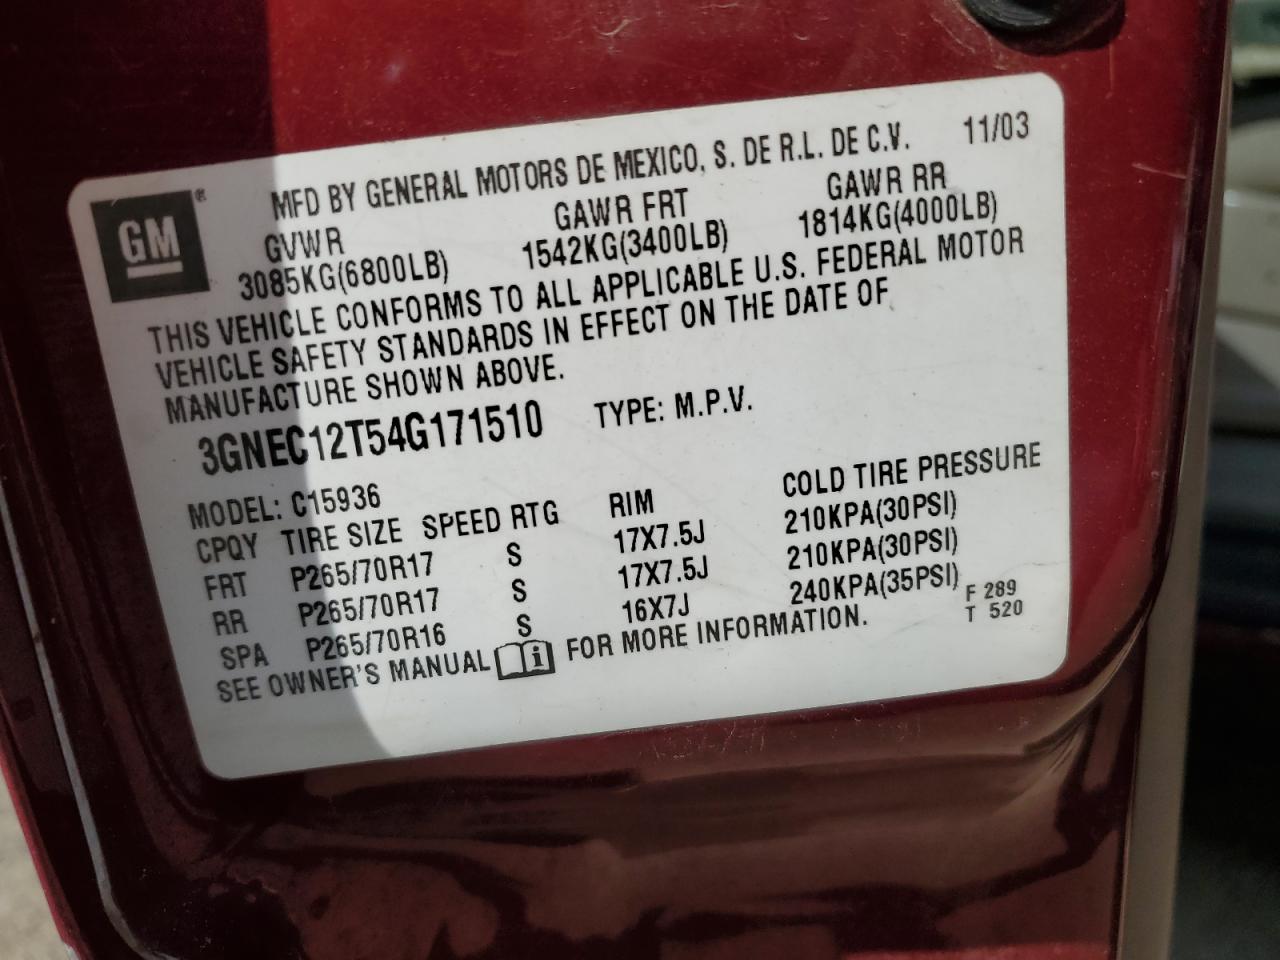 GM®
MFD BY GENERAL MOTORS DE MEXICO, S. DE R.L. DE C.V. 11/03
GVWR GAWR FRT GAWR RR
3085KG(6800LB) 1542KG(3400LB) 1814KG(4000LB)
THIS VEHICLE CONFORMS TO ALL APPLICABLE U.S. FEDERAL MOTOR
VEHICLE SAFETY STANDARDS IN EFFECT ON THE DATE OF
MANUFACTURE SHOWN ABOVE.
3GNEC12T54G171510 TYPE: M.P.V.
MODEL: C15936
CPQY TIRE SIZE SPEED RTG RIM COLD TIRE PRESSURE
FRT P265/70R17 S 17X7.5J 210KPA(30PSI)
RR P265/70R17 S 17X7.5J 210KPA(30PSI)
SPA P265/70R16 S 16X7J 240KPA(35PSI)
SEE OWNER'S MANUAL i FOR MORE INFORMATION.
F 289
T 520